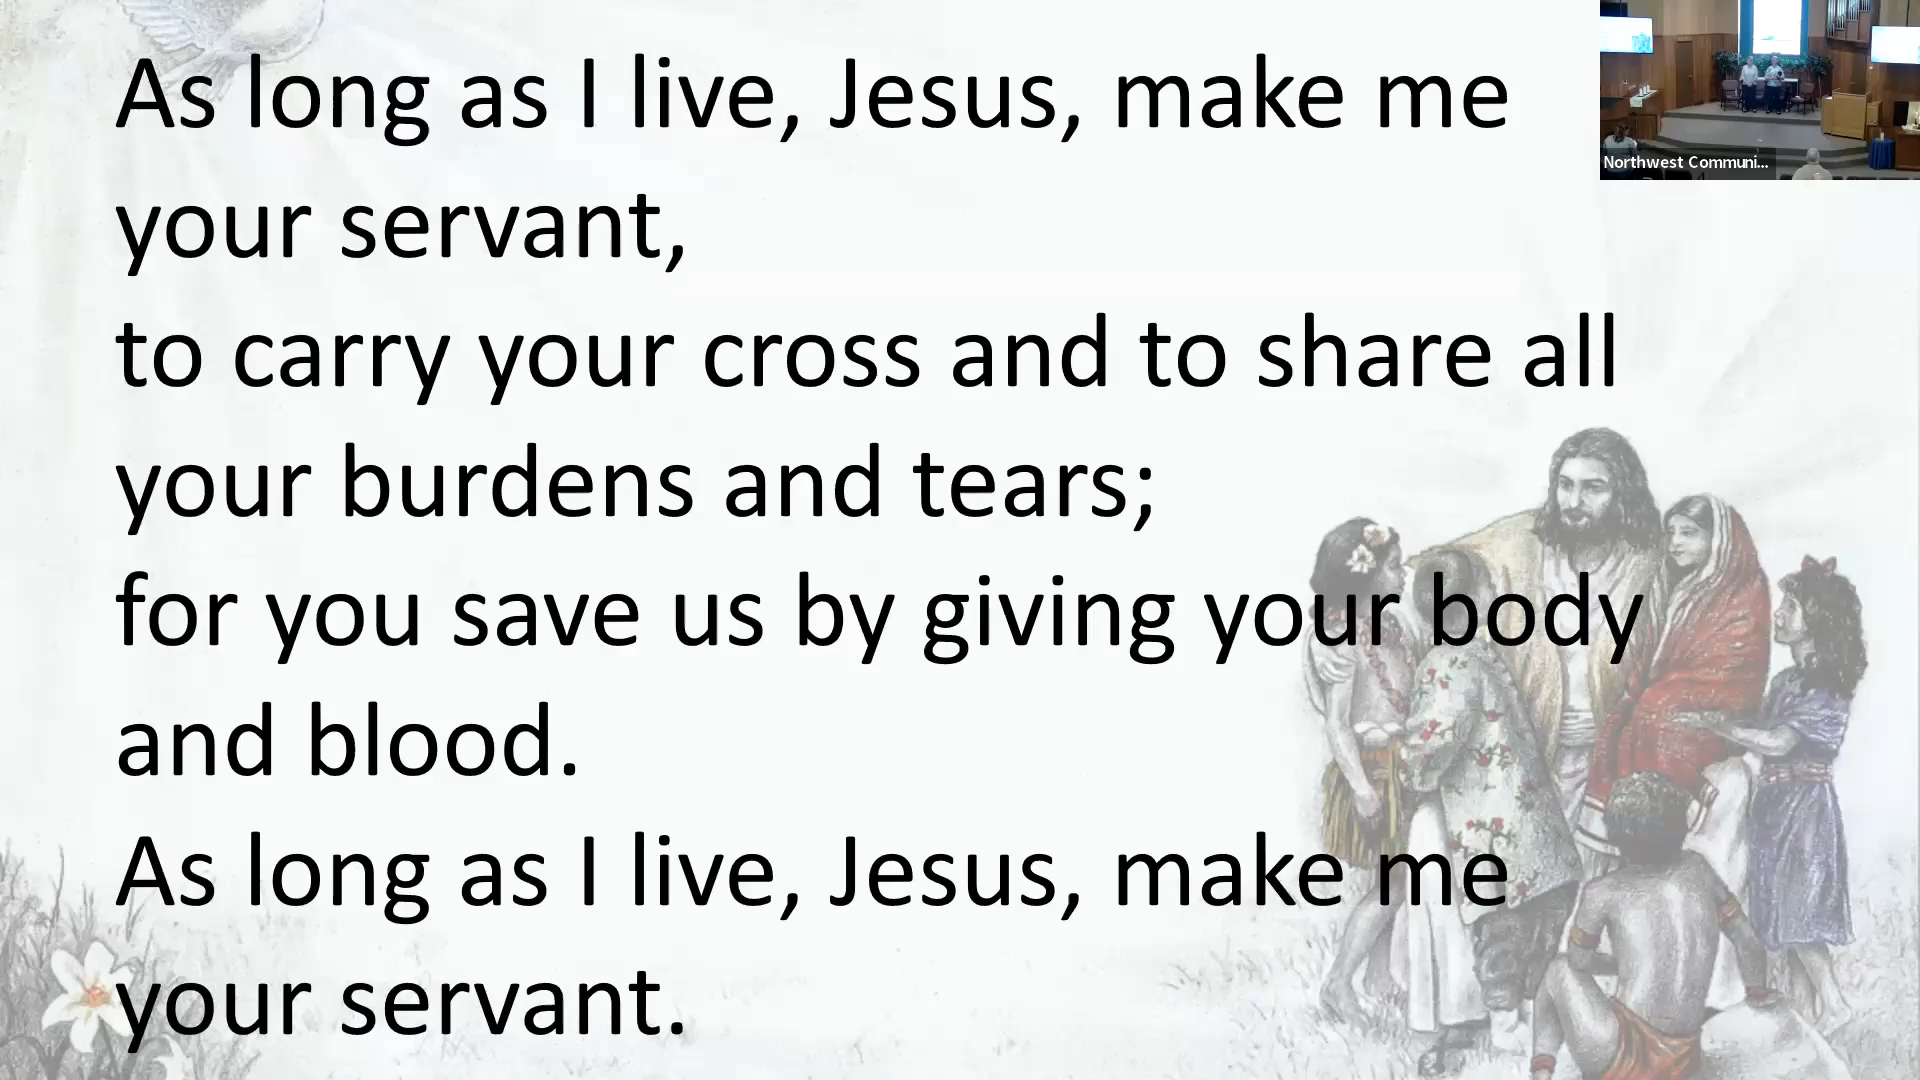 As long as I live, Jesus, make me
your servant,
to carry your cross and to share all
your burdens and tears;
for you save us by giving your body
and blood.
As long as I live, Jesus, make me
your servant.
Northwest Communi...